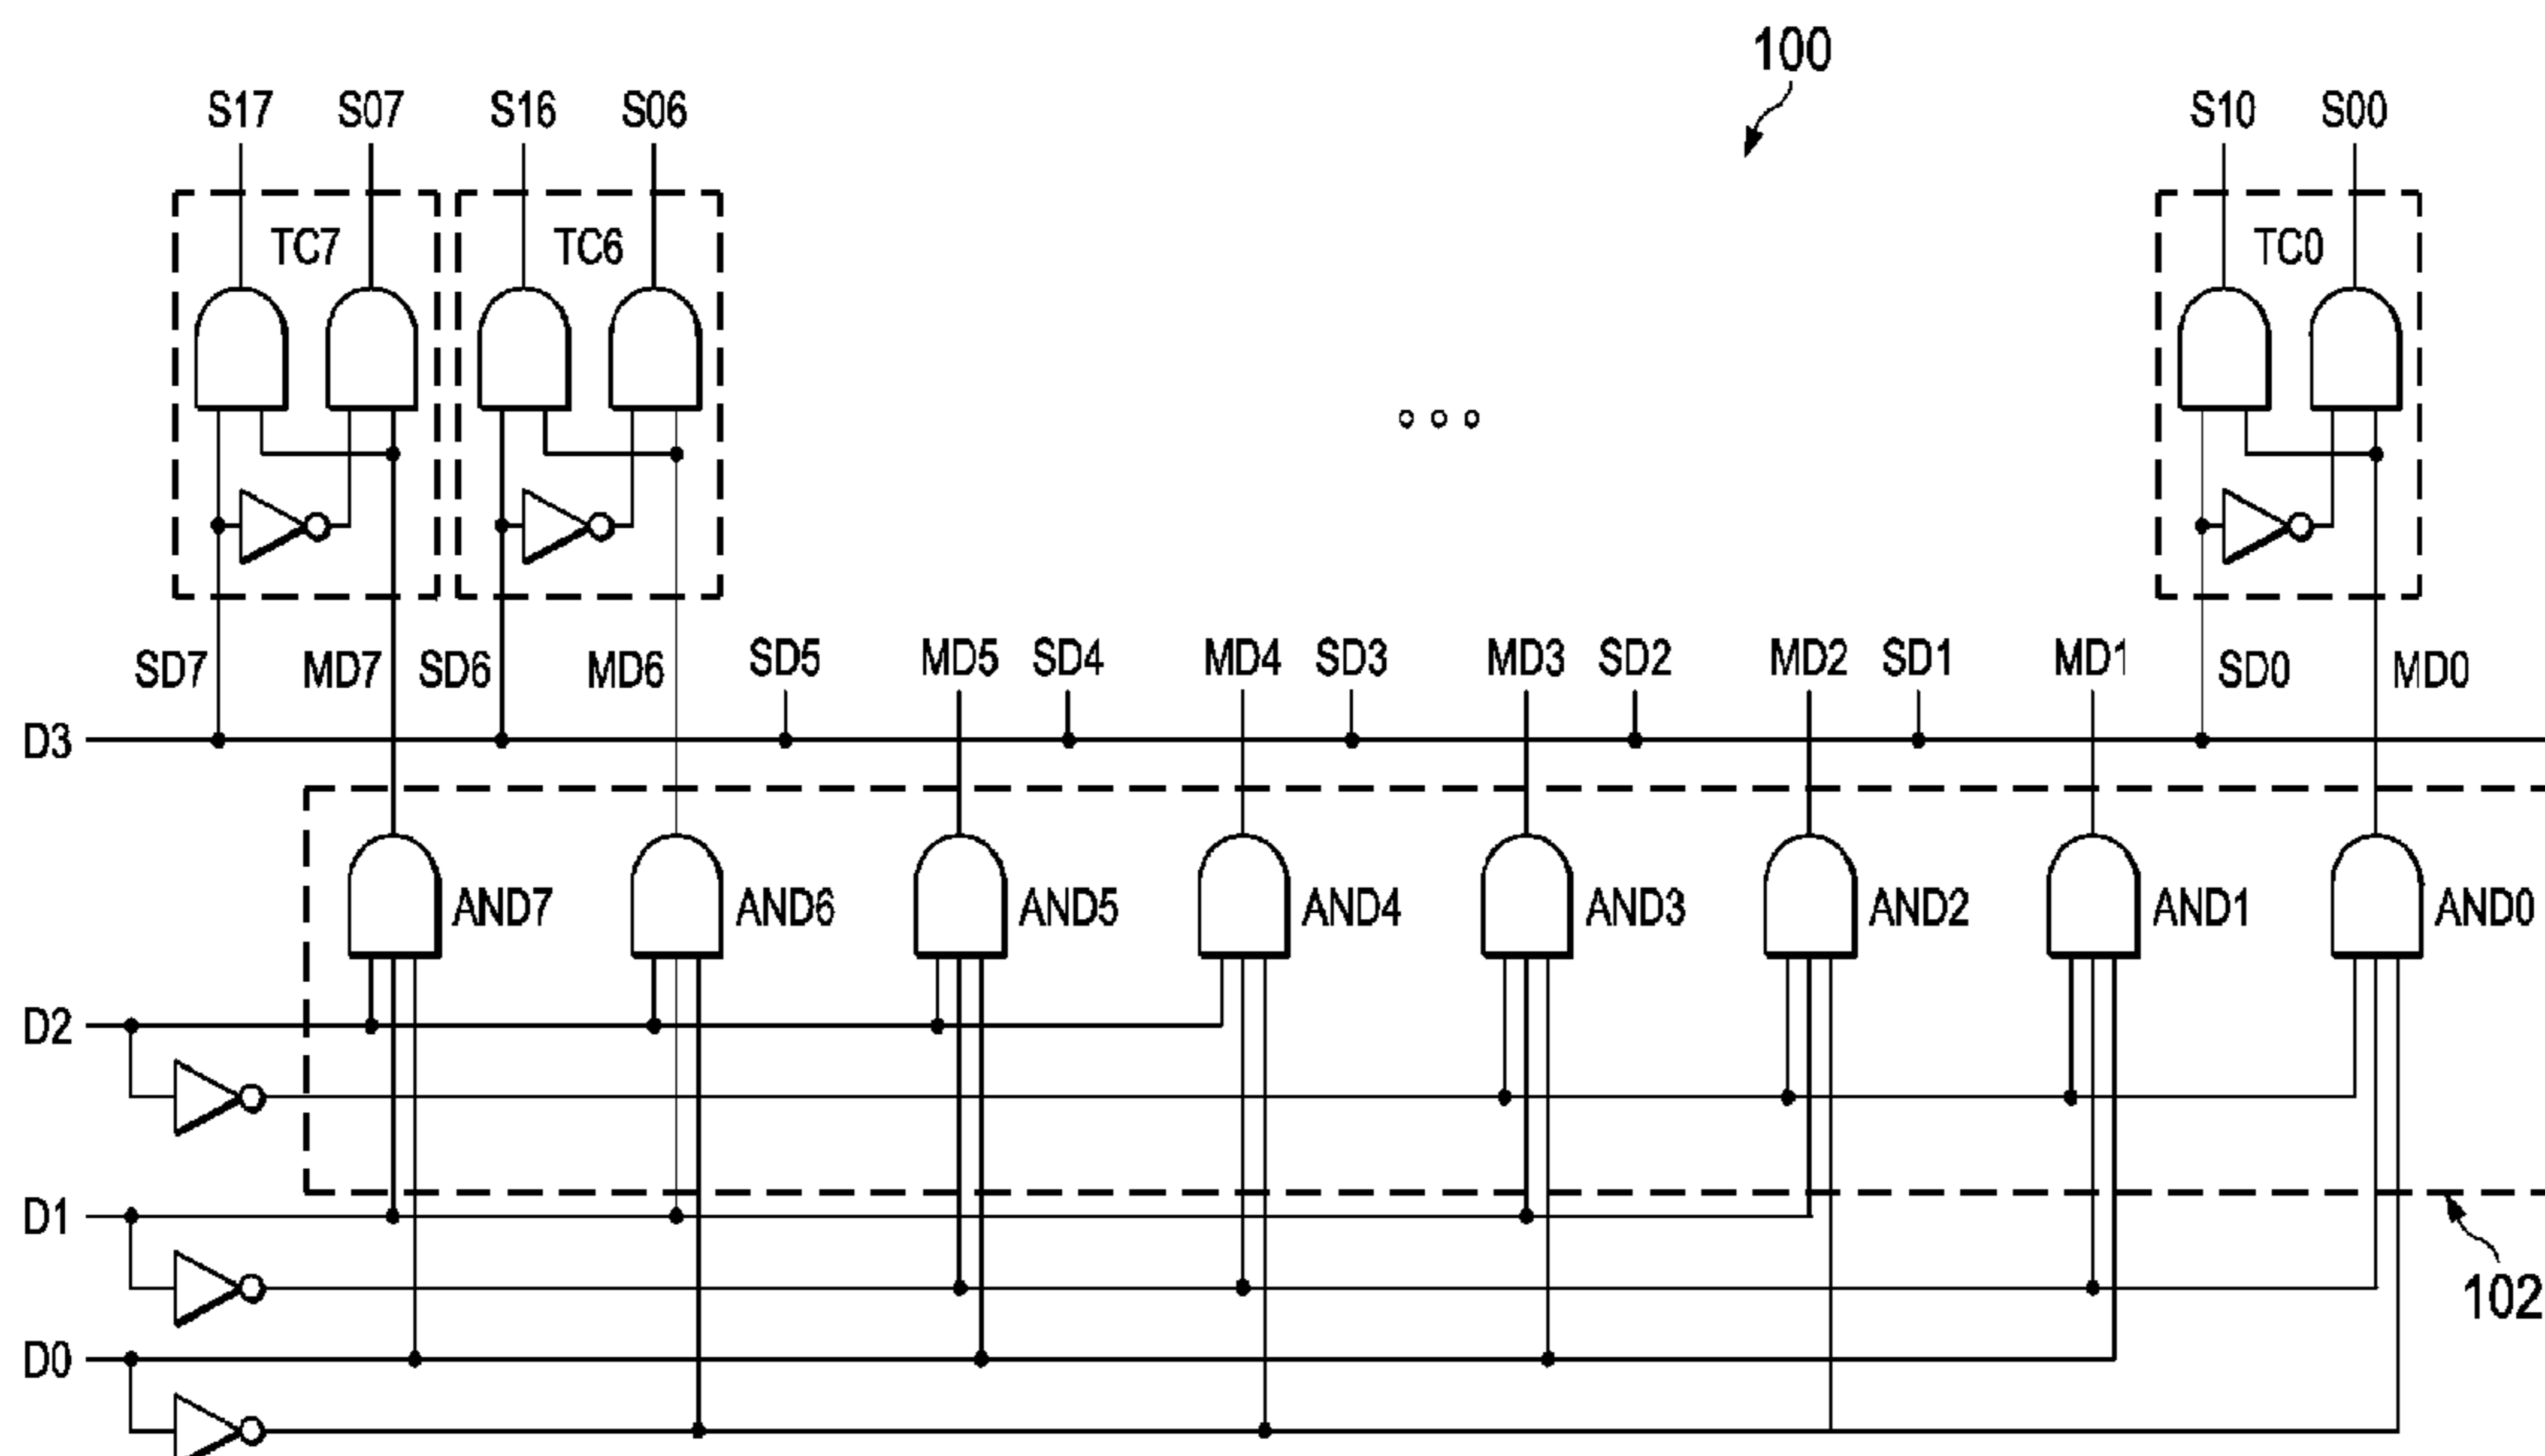 100
S17 S07 S16 S06 S10 S00
TC7 TC6 TC0
SD7 MD7 SD6 MD6 SD5 MD5 SD4 MD4 SD3 MD3 SD2 MD2 SD1 MD1 SD0 MD0
D3
AND7 AND6 AND5 AND4 AND3 AND2 AND1 AND0
D2
D1
102
D0